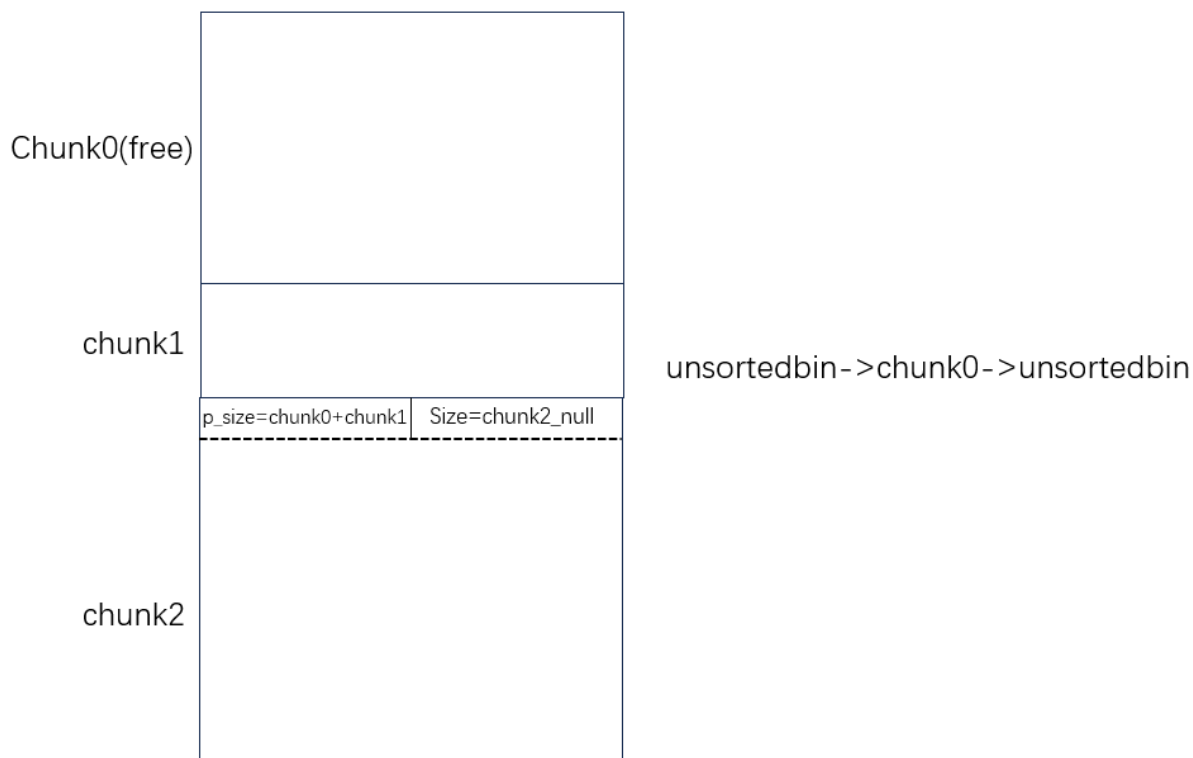 Chunk0(free)
chunk1
unsortedbin->chunk0->unsortedbin
p_size=chunk0+chunk1
Size=chunk2_null
chunk2